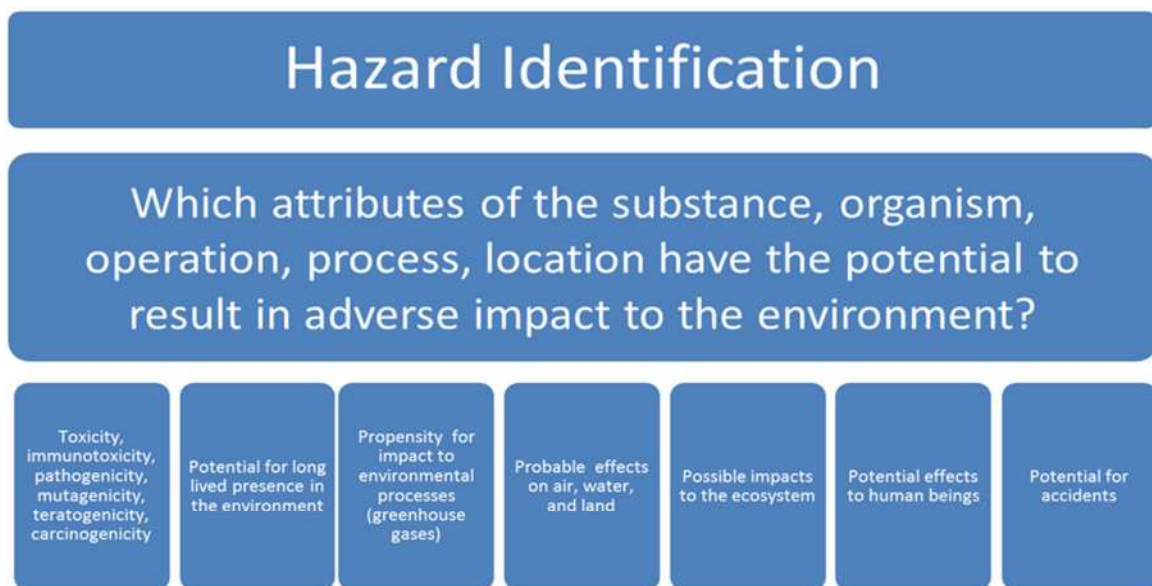 Hazard Identification
Which attributes of the substance, organism,
operation, process, location have the potential to
result in adverse impact to the environment?
Toxicity,
immunotoxicity,
pathogenicity,
mutagenicity,
teratogenicity,
carcinogenicity
Potential for long
lived presence in
the environment
Propensity for
impact to
environmental
processes
(greenhouse
gases)
Probable effects
on air, water,
and land
Possible impacts
to the ecosystem
Potential effects
to human beings
Potential for
accidents